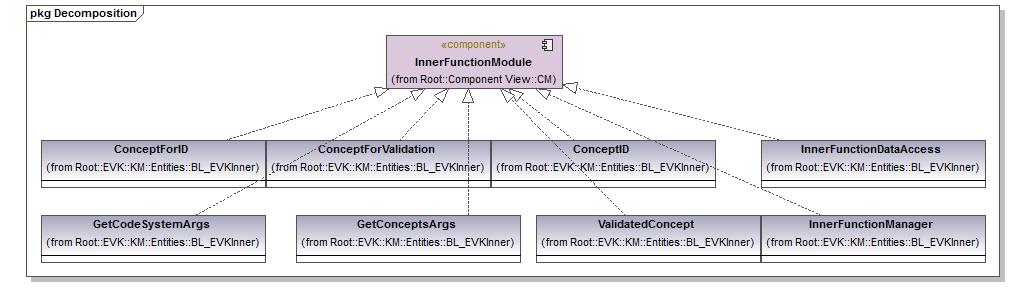 pkg Decomposition
«component»
InnerFunctionModule
(from Root::Component View::CM)
ConceptForID
(from Root::EVK::KM::Entities::BL_EVKInner)
ConceptForValidation
(from Root::EVK::KM::Entities::BL_EVKInner)
ConceptID
(from Root::EVK::KM::Entities::BL_EVKInner)
InnerFunctionDataAccess
(from Root::EVK::KM::Entities::BL_EVKInner)
GetCodeSystemArgs
(from Root::EVK::KM::Entities::BL_EVKInner)
GetConceptsArgs
(from Root::EVK::KM::Entities::BL_EVKInner)
ValidatedConcept
(from Root::EVK::KM::Entities::BL_EVKInner)
InnerFunctionManager
(from Root::EVK::KM::Entities::BL_EVKInner)